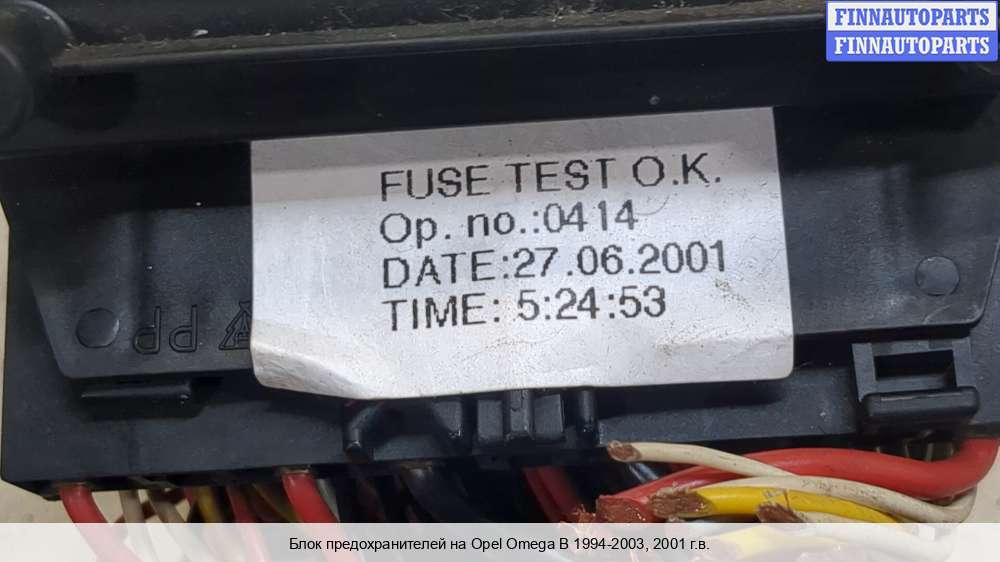 FINNAUTOPARTS
FINNAUTOPARTS
FUSE TEST O.K.
Op. no.:0414
DATE:27.06.2001
TIME: 5:24:53
PP
Блок предохранителей на Opel Omega B 1994-2003, 2001 г.в.